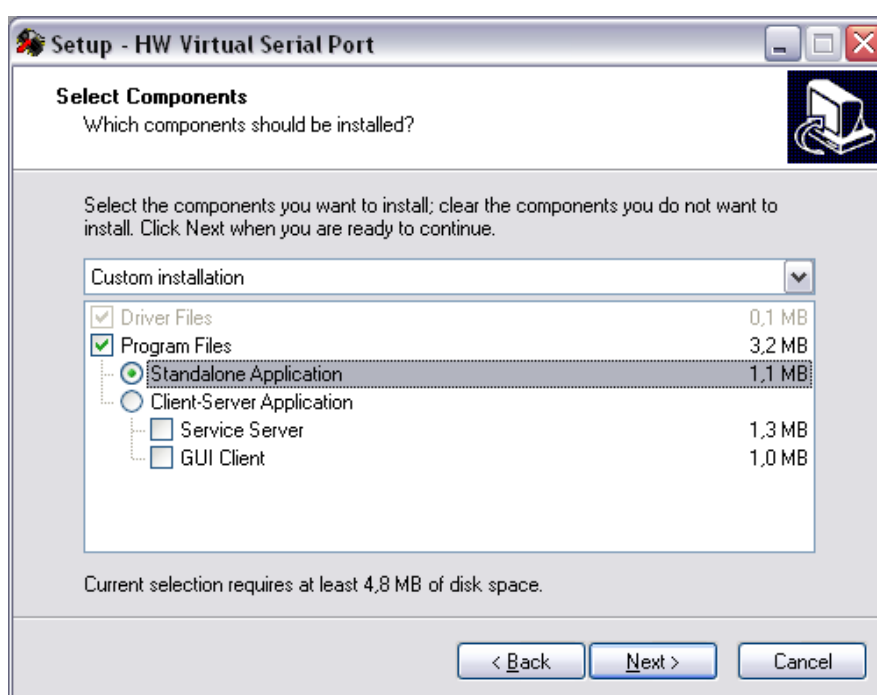 Setup - HW Virtual Serial Port
Select Components
Which components should be installed?
Select the components you want to install; clear the components you do not want to
install. Click Next when you are ready to continue.
Custom installation
Driver Files 0,1 MB
Program Files 3,2 MB
Standalone Application 1,1 MB
Client-Server Application
Service Server 1,3 MB
GUI Client 1,0 MB
Current selection requires at least 4,8 MB of disk space.
< Back Next > Cancel